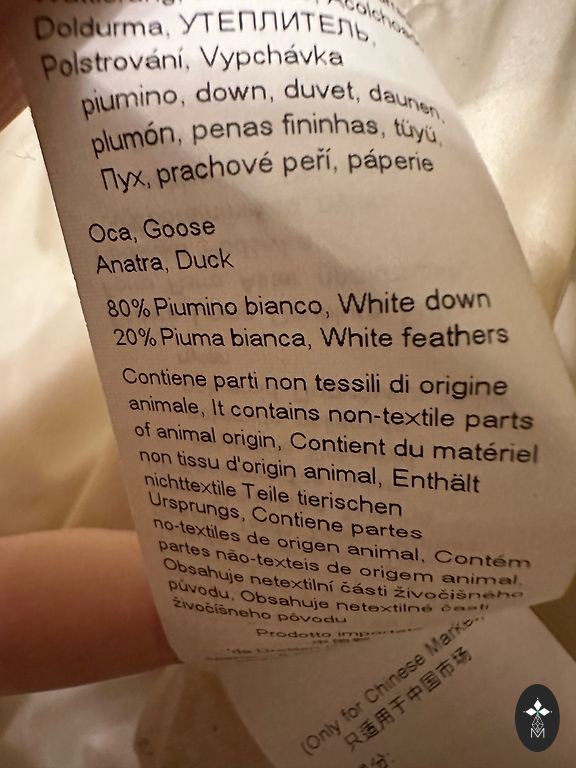 Acolchoa
Doldurma, УТЕПЛИТЕЛЬ,
Polstrování, Vypchávka
piumino, down, duvet, daunen,
plumón, penas fininhas, tüyü,
Пух, prachové peří, páperie
Oca, Goose
Anatra, Duck
80% Piumino bianco, White down
20% Piuma bianca, White feathers
Contiene parti non tessili di origine
animale, It contains non-textile parts
of animal origin, Contient du matériel
non tissu d'origin animal, Enthält
nichttextile Teile tierischen
Ursprungs, Contiene partes
no-textiles de origen animal, Contém
partes não-texteis de origem animal.
Obsahuje netextilní části živočišného
původu, Obsahuje netextilné časti
živočíšneho pôvodu
Prodotto
(Only for Chinese Marke
只适用于中国市场
M